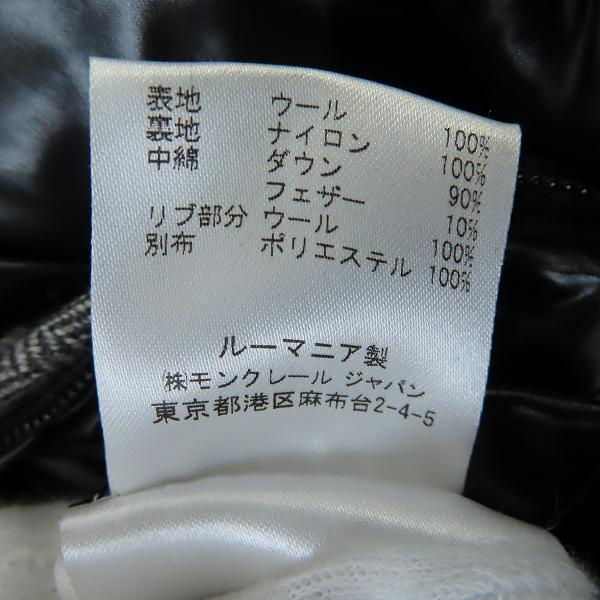 表地 ウール 100%
裏地 ナイロン 100%
中綿 ダウン 90%
フェザー 10%
リブ部分 ウール 100%
別布 ポリエステル 100%
ルーマニア製
㈱モンクレール ジャパン
東京都港区麻布台2-4-5